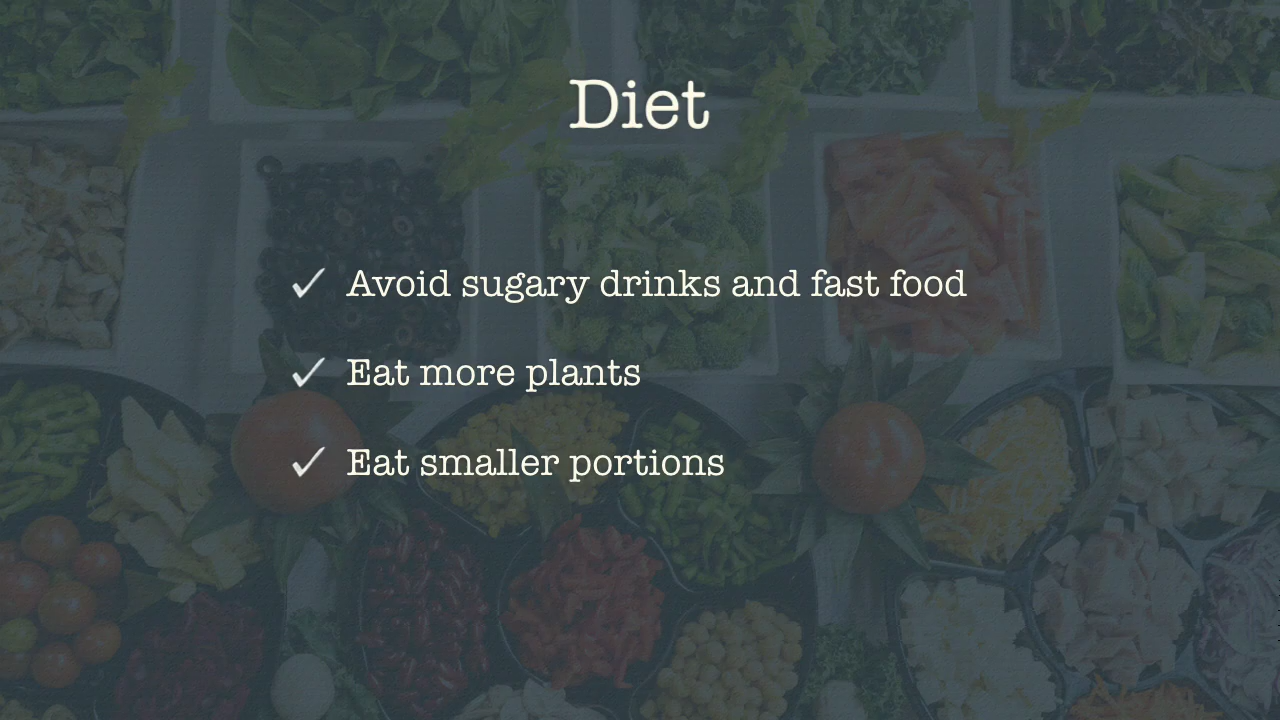 Diet
✓ Avoid sugary drinks and fast food
✓ Eat more plants
✓ Eat smaller portions